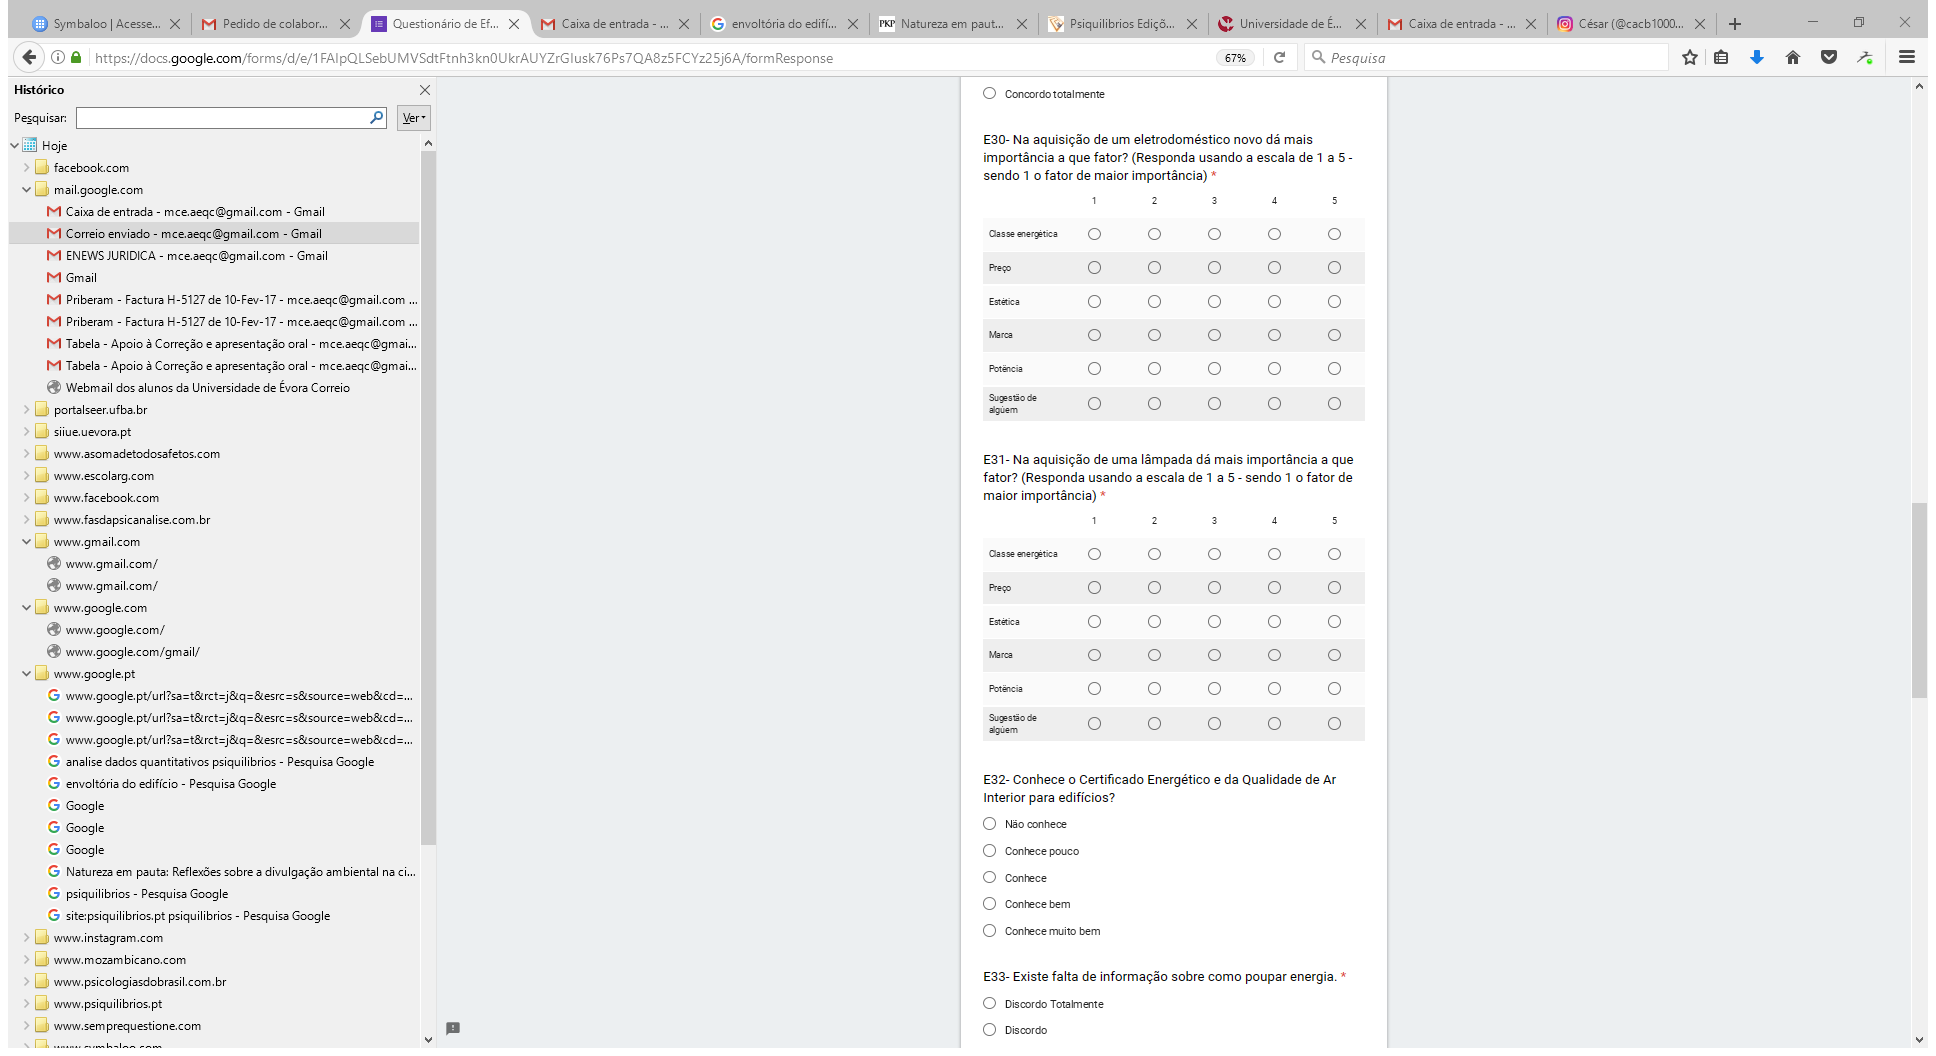 Symbaloo | Acesse...
Pedido de colabor...
Questionário de Ef...
Caixa de entrada - ...
envoltória do edifí...
PKP Natureza em paut...
Psiquilibrios Ediçõ...
Universidade de É...
Caixa de entrada - ...
César (@cacb1000...
https://docs.google.com/forms/d/e/1FAIpQLSebUMVSdtFtnh3kn0UkrAUYZrGIusk76Ps7QA8z5FCYz25j6A/formResponse
67%
Pesquisa
Histórico
Pesquisar:
Ver
Hoje
facebook.com
mail.google.com
Caixa de entrada - mce.aeqc@gmail.com - Gmail
Correio enviado - mce.aeqc@gmail.com - Gmail
ENEWS JURIDICA - mce.aeqc@gmail.com - Gmail
Gmail
Priberam - Factura H-5127 de 10-Fev-17 - mce.aeqc@gmail.com ...
Priberam - Factura H-5127 de 10-Fev-17 - mce.aeqc@gmail.com ...
Tabela - Apoio à Correção e apresentação oral - mce.aeqc@gmai...
Tabela - Apoio à Correção e apresentação oral - mce.aeqc@gmai...
Webmail dos alunos da Universidade de Évora Correio
portalseer.ufba.br
siiue.uevora.pt
www.asomadetodosafetos.com
www.escolarg.com
www.facebook.com
www.fasdapsicanalise.com.br
www.gmail.com
www.gmail.com/
www.gmail.com/
www.google.com
www.google.com/
www.google.com/gmail/
www.google.pt
www.google.pt/url?sa=t&rct=j&q=&esrc=s&source=web&cd=...
www.google.pt/url?sa=t&rct=j&q=&esrc=s&source=web&cd=...
www.google.pt/url?sa=t&rct=j&q=&esrc=s&source=web&cd=...
analise dados quantitativos psiquilibrios - Pesquisa Google
envoltória do edifício - Pesquisa Google
Google
Google
Google
Natureza em pauta: Reflexões sobre a divulgação ambiental na ci...
psiquilibrios - Pesquisa Google
site:psiquilibrios.pt psiquilibrios - Pesquisa Google
www.instagram.com
www.mozambicano.com
www.psicologiasdobrasil.com.br
www.psiquilibrios.pt
www.semprequestione.com
www.symbaloo.com
Concordo totalmente
E30- Na aquisição de um eletrodoméstico novo dá mais
importância a que fator? (Responda usando a escala de 1 a 5 -
sendo 1 o fator de maior importância) *
1 2 3 4 5
Classe energética
Preço
Estética
Marca
Potência
Sugestão de
alguem
E31- Na aquisição de uma lâmpada dá mais importância a que
fator? (Responda usando a escala de 1 a 5 - sendo 1 o fator de
maior importância) *
1 2 3 4 5
Classe energética
Preço
Estética
Marca
Potência
Sugestão de
alguem
E32- Conhece o Certificado Energético e da Qualidade de Ar
Interior para edifícios?
Não conhece
Conhece pouco
Conhece
Conhece bem
Conhece muito bem
E33- Existe falta de informação sobre como poupar energia. *
Discordo Totalmente
Discordo